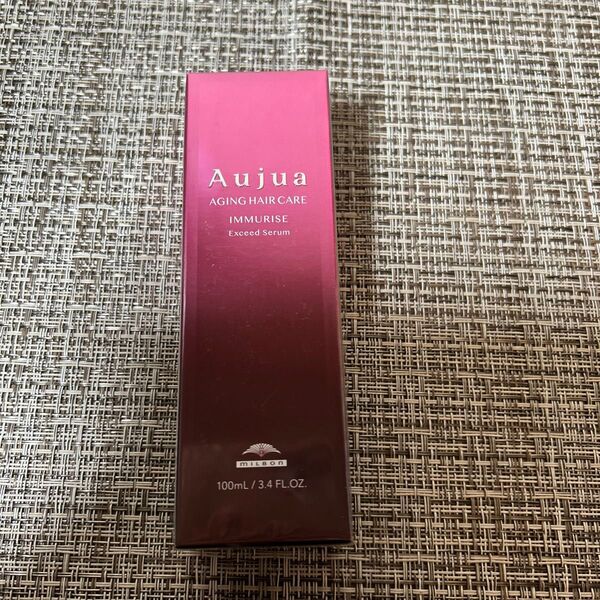 Aujua
AGING HAIR CARE
IMMURISE
Exceed Serum
MILBON
100mL / 3.4 FL.OZ.